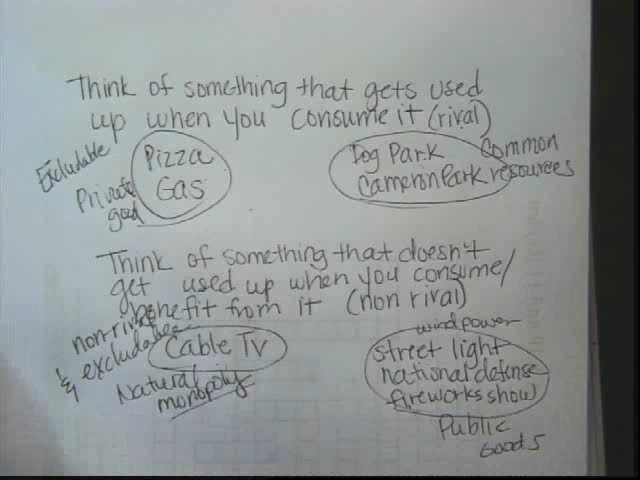 Think of something that gets used
up when you consume it (rival)
Excludable
Private
good
Pizza
Gas
Dog Park
Cameron Park
Common
resources
Think of something that doesn't
get used up when you consume/
benefit from it (non rival)
non-rival
& excludable
Cable TV
Natural
monopoly
wind power
street light
national defense
fireworks show
Public
Goods